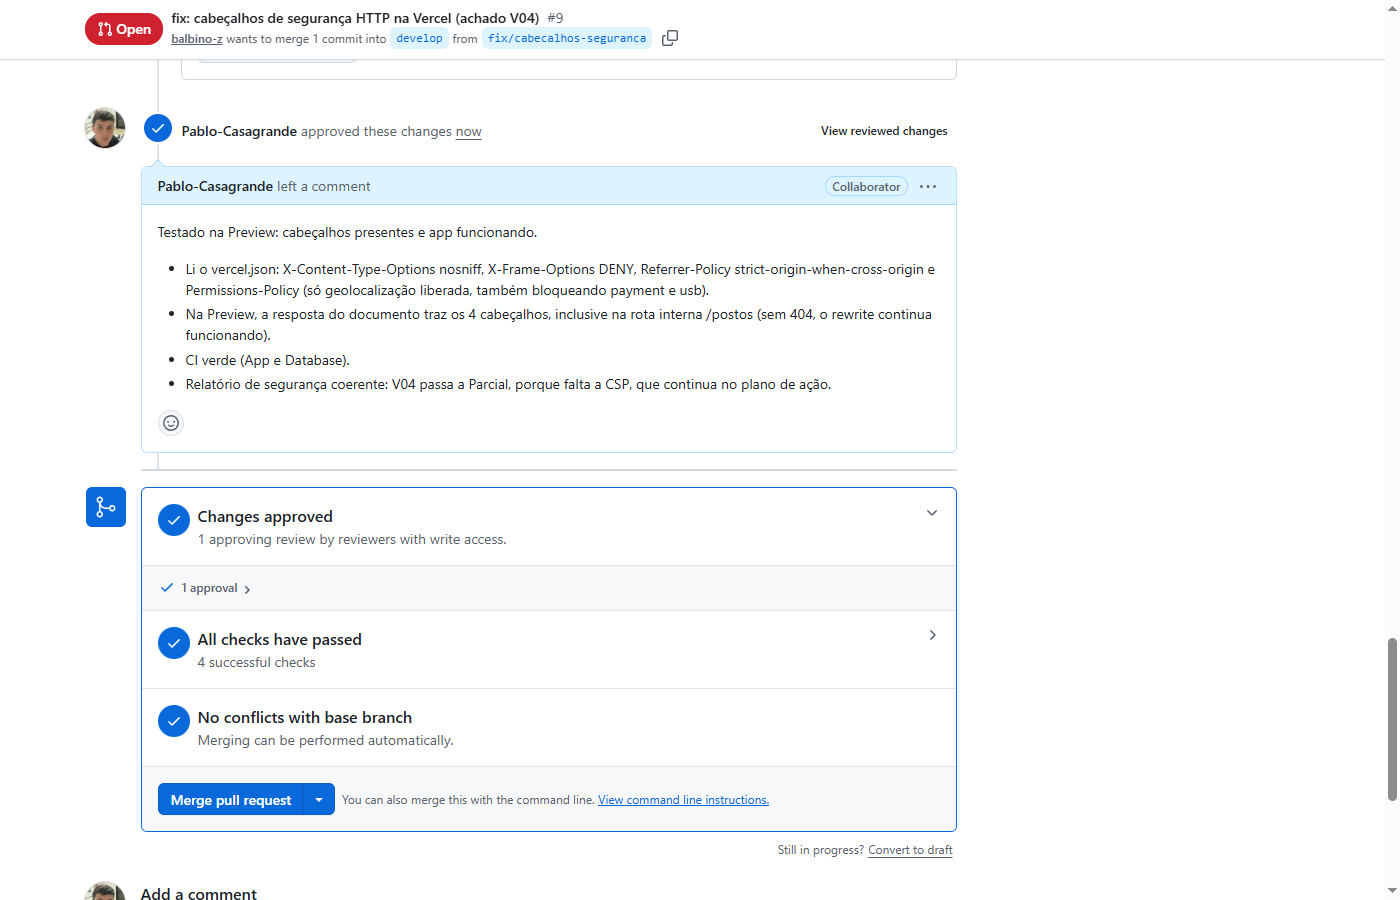 Open
fix: cabeçalhos de segurança HTTP na Vercel (achado V04) #9
balbino-z wants to merge 1 commit into develop from fix/cabecalhos-seguranca
Pablo-Casagrande approved these changes now
View reviewed changes
Pablo-Casagrande left a comment
Collaborator
Testado na Preview: cabeçalhos presentes e app funcionando.
Li o vercel.json: X-Content-Type-Options nosniff, X-Frame-Options DENY, Referrer-Policy strict-origin-when-cross-origin e
Permissions-Policy (só geolocalização liberada, também bloqueando payment e usb).
Na Preview, a resposta do documento traz os 4 cabeçalhos, inclusive na rota interna /postos (sem 404, o rewrite continua
funcionando).
CI verde (App e Database).
Relatório de segurança coerente: V04 passa a Parcial, porque falta a CSP, que continua no plano de ação.
Changes approved
1 approving review by reviewers with write access.
1 approval
All checks have passed
4 successful checks
No conflicts with base branch
Merging can be performed automatically.
Merge pull request
You can also merge this with the command line. View command line instructions.
Still in progress? Convert to draft
Add a comment